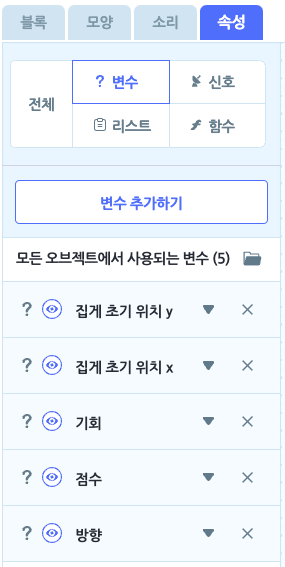 블록 모양 소리 속성
전체
? 변수 신호
리스트 함수
변수 추가하기
모든 오브젝트에서 사용되는 변수 (5)
? 집게 초기 위치 y
? 집게 초기 위치 x
? 기회
? 점수
? 방향